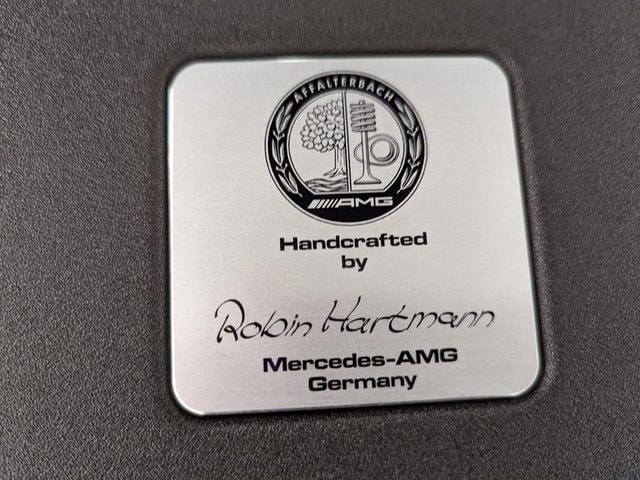 AFFALTERBACH
AMG
Handcrafted
by
Robin Hartmann
Mercedes-AMG
Germany